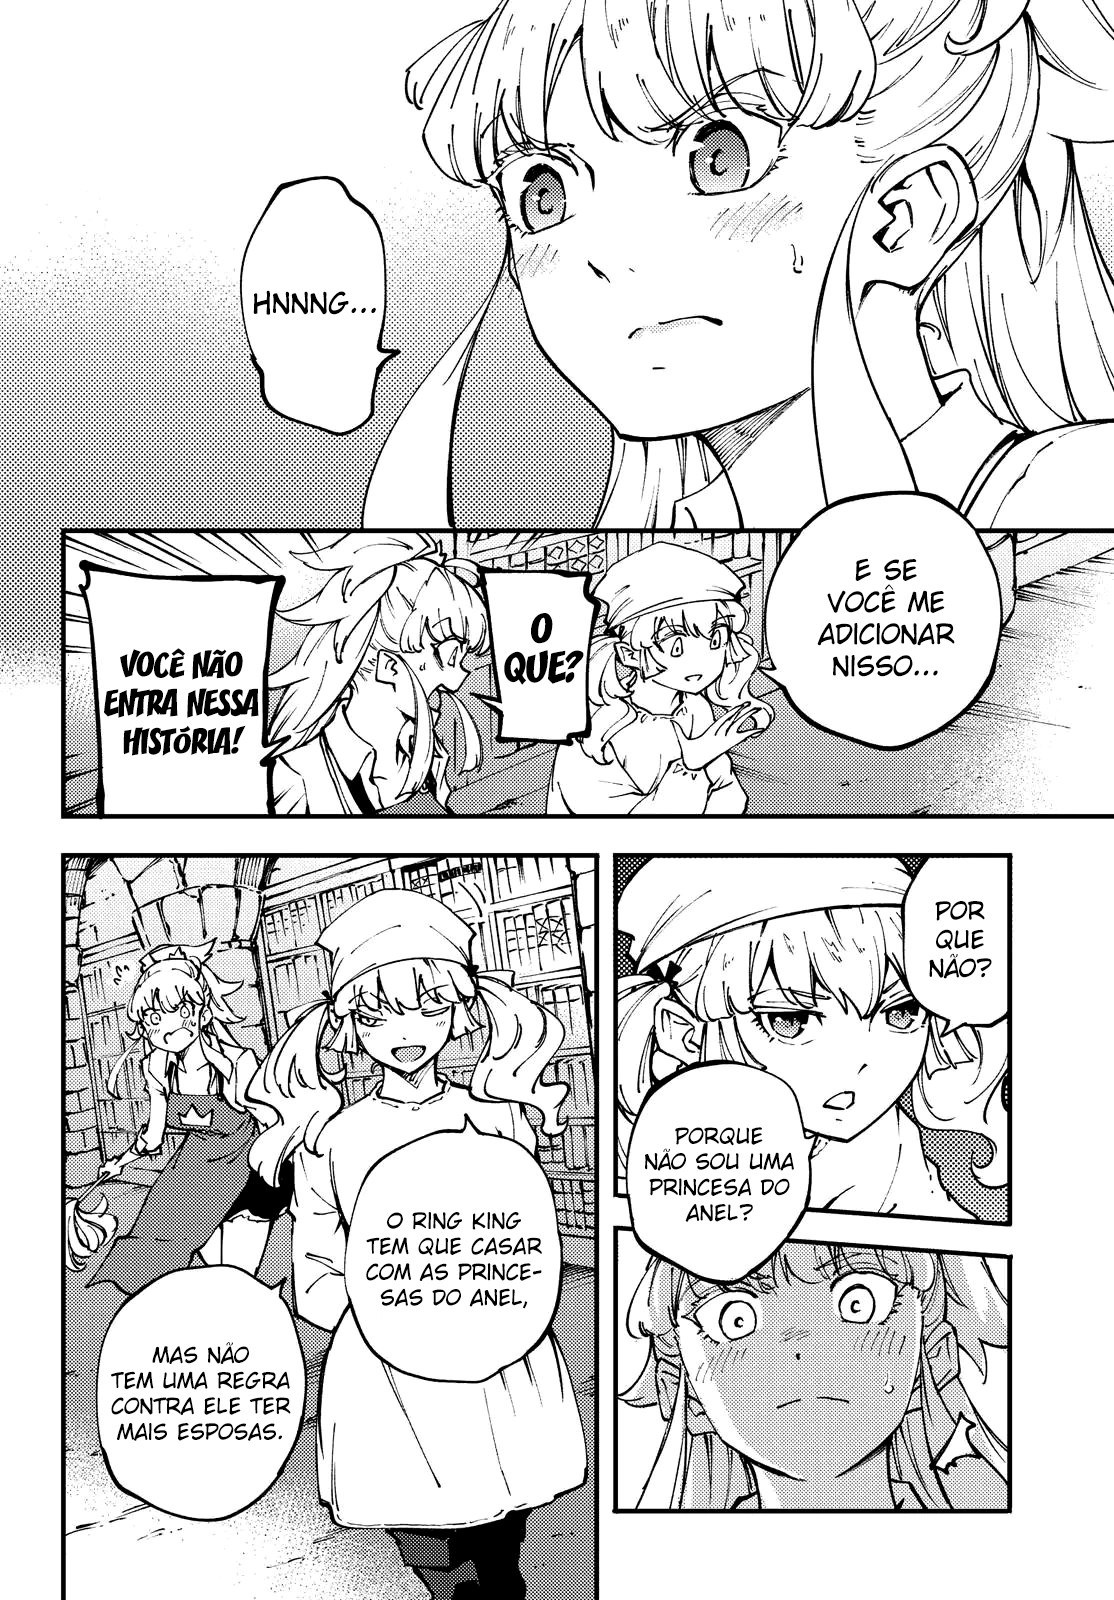 HNNNG...
E SE
VOCÊ ME
ADICIONAR
NISSO...
O
QUE?
VOCÊ NÃO
ENTRA NESSA
HISTÓRIA!
POR
QUE
NÃO?
PORQUE
NÃO SOU UMA
PRINCESA DO
ANEL?
O RING KING
TEM QUE CASAR
COM AS PRINCE-
SAS DO ANEL,
MAS NÃO
TEM UMA REGRA
CONTRA ELE TER
MAIS ESPOSAS.